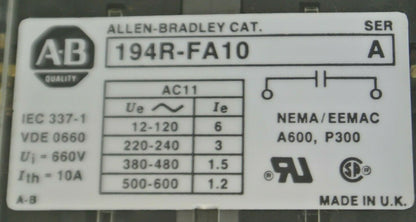 ALLEN-BRADLEY CAT. SER
A-B
QUALITY
194R-FA10 A
AC11
Ue Ie
12-120 6
220-240 3
380-480 1.5
500-600 1.2
IEC 337-1
VDE 0660
Ui = 660V
Ith = 10A
A-B
NEMA/EEMAC
A600, P300
UR
SA
MADE IN U.K.